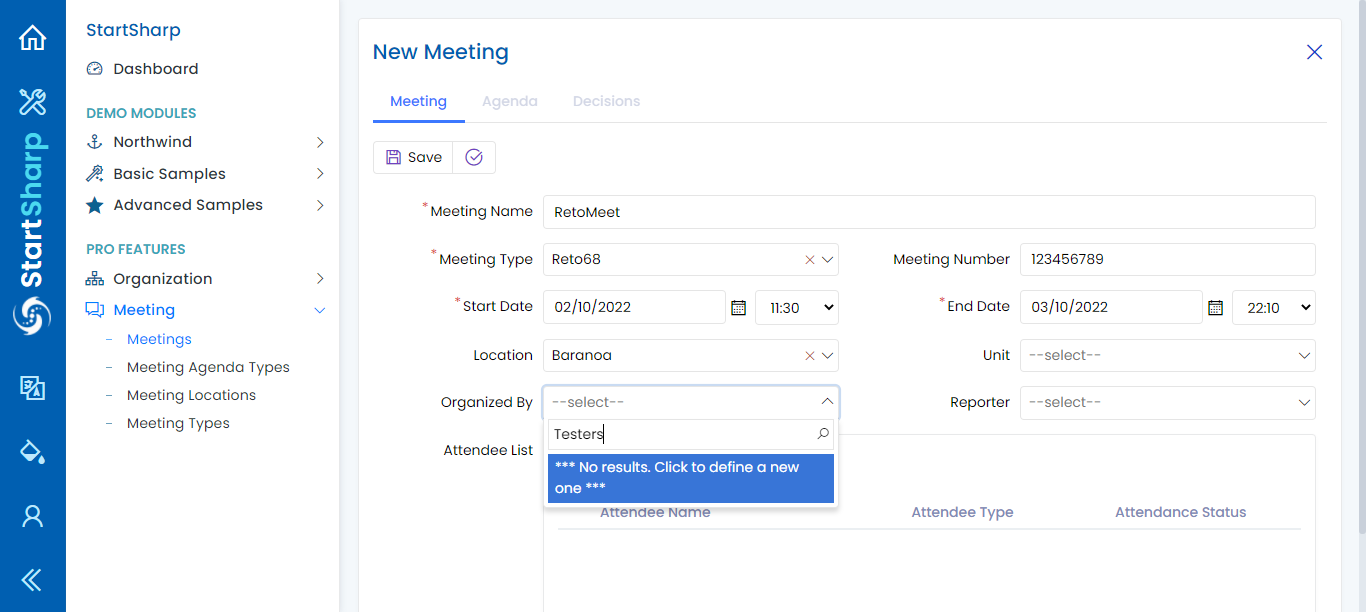 StartSharp
StartSharp
Dashboard
DEMO MODULES
Northwind
Basic Samples
Advanced Samples
PRO FEATURES
Organization
Meeting
Meetings
Meeting Agenda Types
Meeting Locations
Meeting Types
New Meeting
Meeting Agenda Decisions
Save
*Meeting Name RetoMeet
*Meeting Type Reto68 Meeting Number 123456789
*Start Date 02/10/2022 11:30 *End Date 03/10/2022 22:10
Location Baranoa Unit --select--
Organized By --select-- Reporter --select--
Testers
Attendee List
*** No results. Click to define a new
one ***
Attendee Name Attendee Type Attendance Status